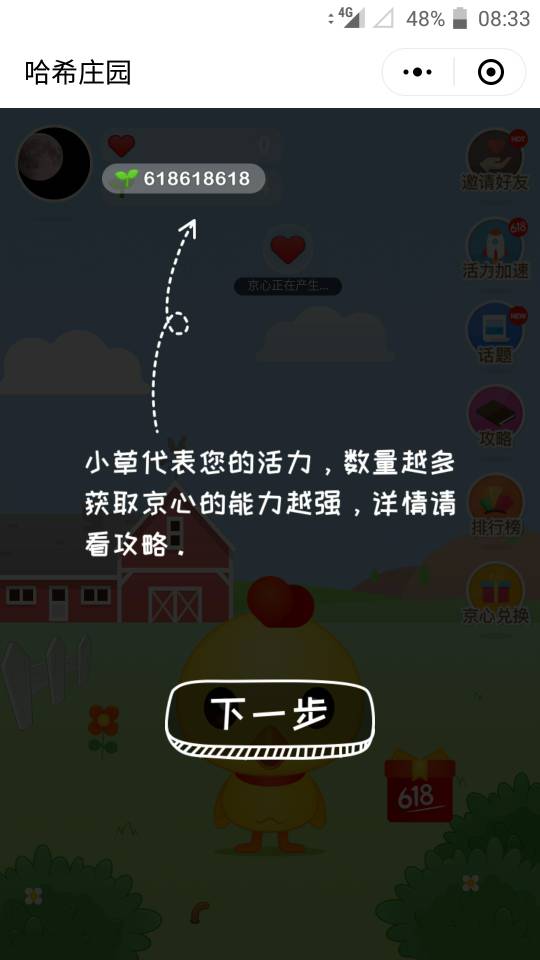 4G 48% 08:33
哈希庄园
0
618618618
HOT
邀请好友
京心正在产生...
618
活力加速
NEW
话题
攻略
小草代表您的活力，数量越多
获取京心的能力越强，详情请
看攻略.
排行榜
京心兑换
下一步
618